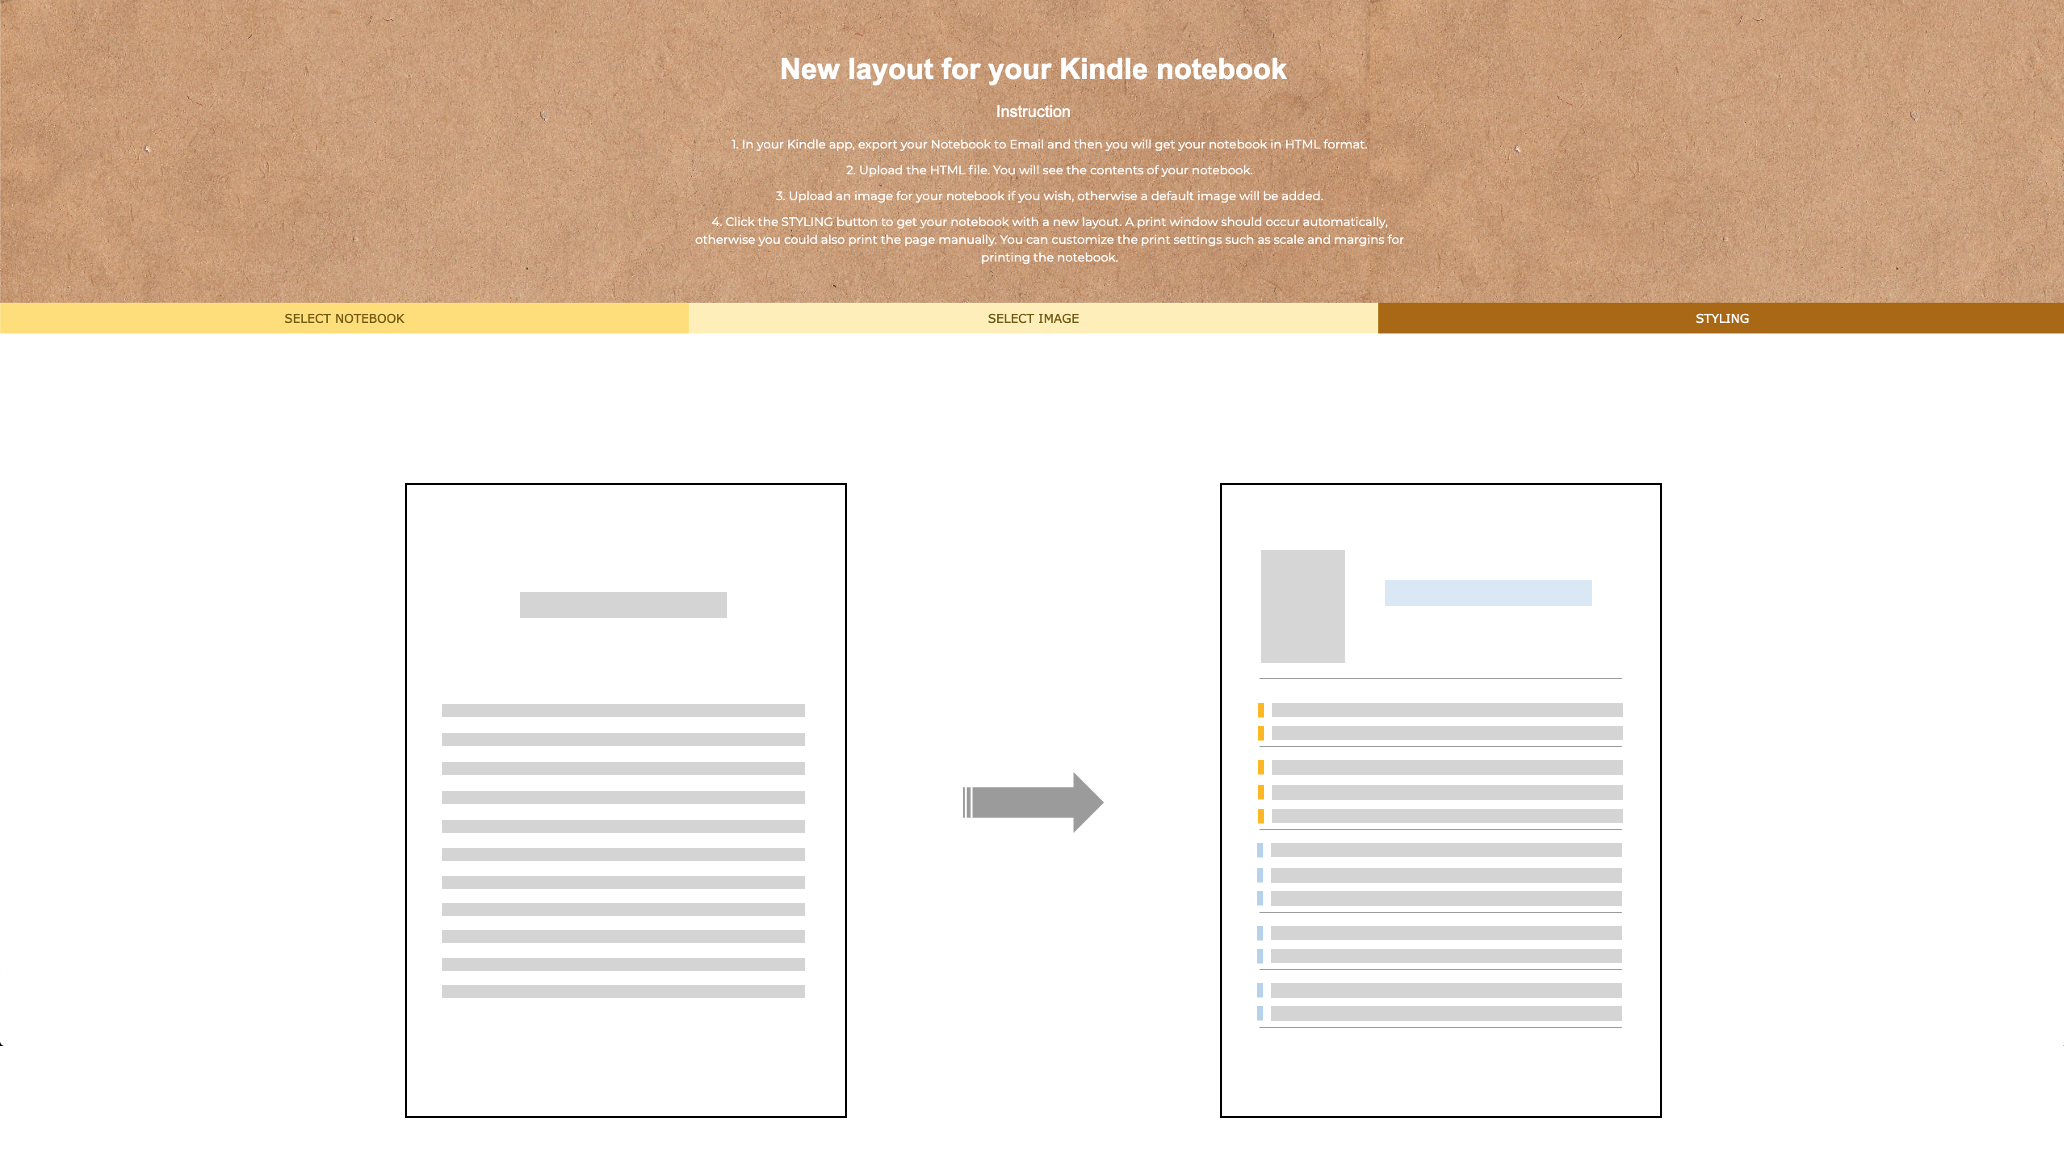 New layout for your Kindle notebook
Instruction
1. In your Kindle app, export your Notebook to Email and then you will get your notebook in HTML format.
2. Upload the HTML file. You will see the contents of your notebook.
3. Upload an image for your notebook if you wish, otherwise a default image will be added.
4. Click the STYLING button to get your notebook with a new layout. A print window should occur automatically,
otherwise you could also print the page manually. You can customize the print settings such as scale and margins for
printing the notebook.
SELECT NOTEBOOK
SELECT IMAGE
STYLING